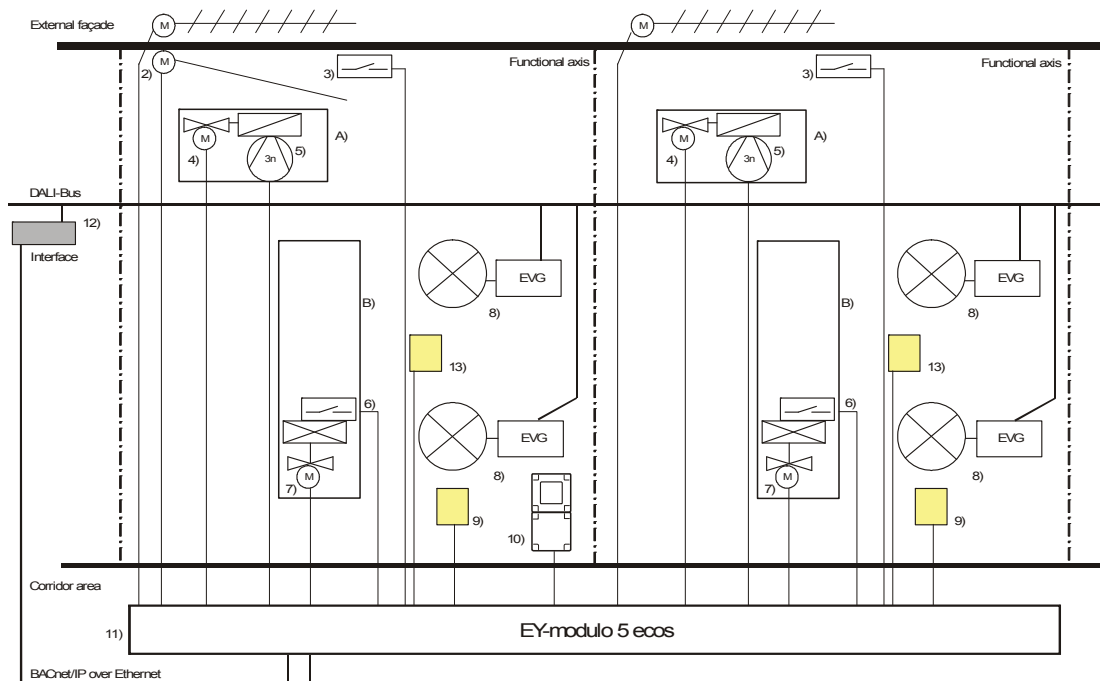 External façade
M
M
2)
M
3)
Functional axis
3)
Functional axis
M
4)
3n
5)
A)
M
4)
3n
5)
A)
DALI-Bus
12)
Interface
EVG
8)
B)
EVG
8)
B)
13)
13)
6)
EVG
8)
6)
EVG
8)
M
7)
M
7)
9)
10)
9)
Corridor area
11)
EY-modulo 5 ecos
BACnet/IP over Ethernet